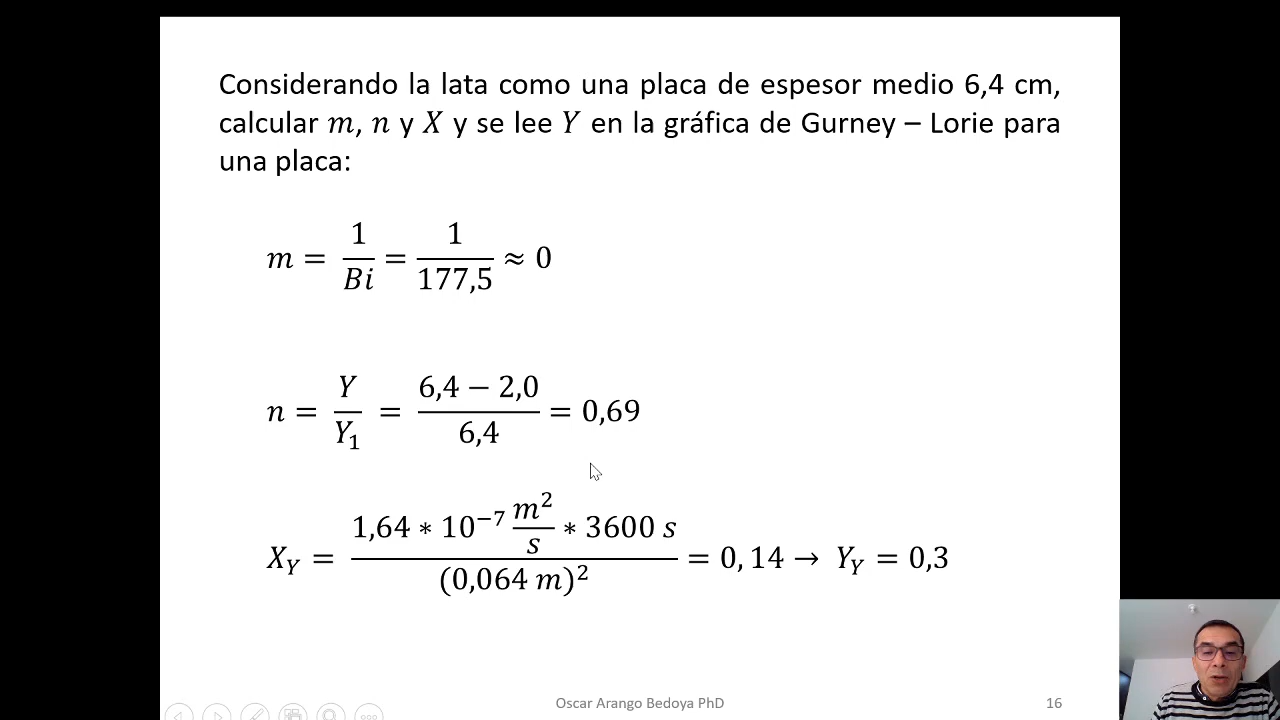 Considerando la lata como una placa de espesor medio 6,4 cm,
calcular m, n y X y se lee Y en la gráfica de Gurney – Lorie para
una placa:
m = 1/Bi = 1/177,5 ≈ 0
n = Y/Y₁ = (6,4 − 2,0)/6,4 = 0,69
X_Y = (1,64 * 10⁻⁷ m²/s * 3600 s)/(0,064 m)² = 0,14 → Y_Y = 0,3
Oscar Arango Bedoya PhD
16